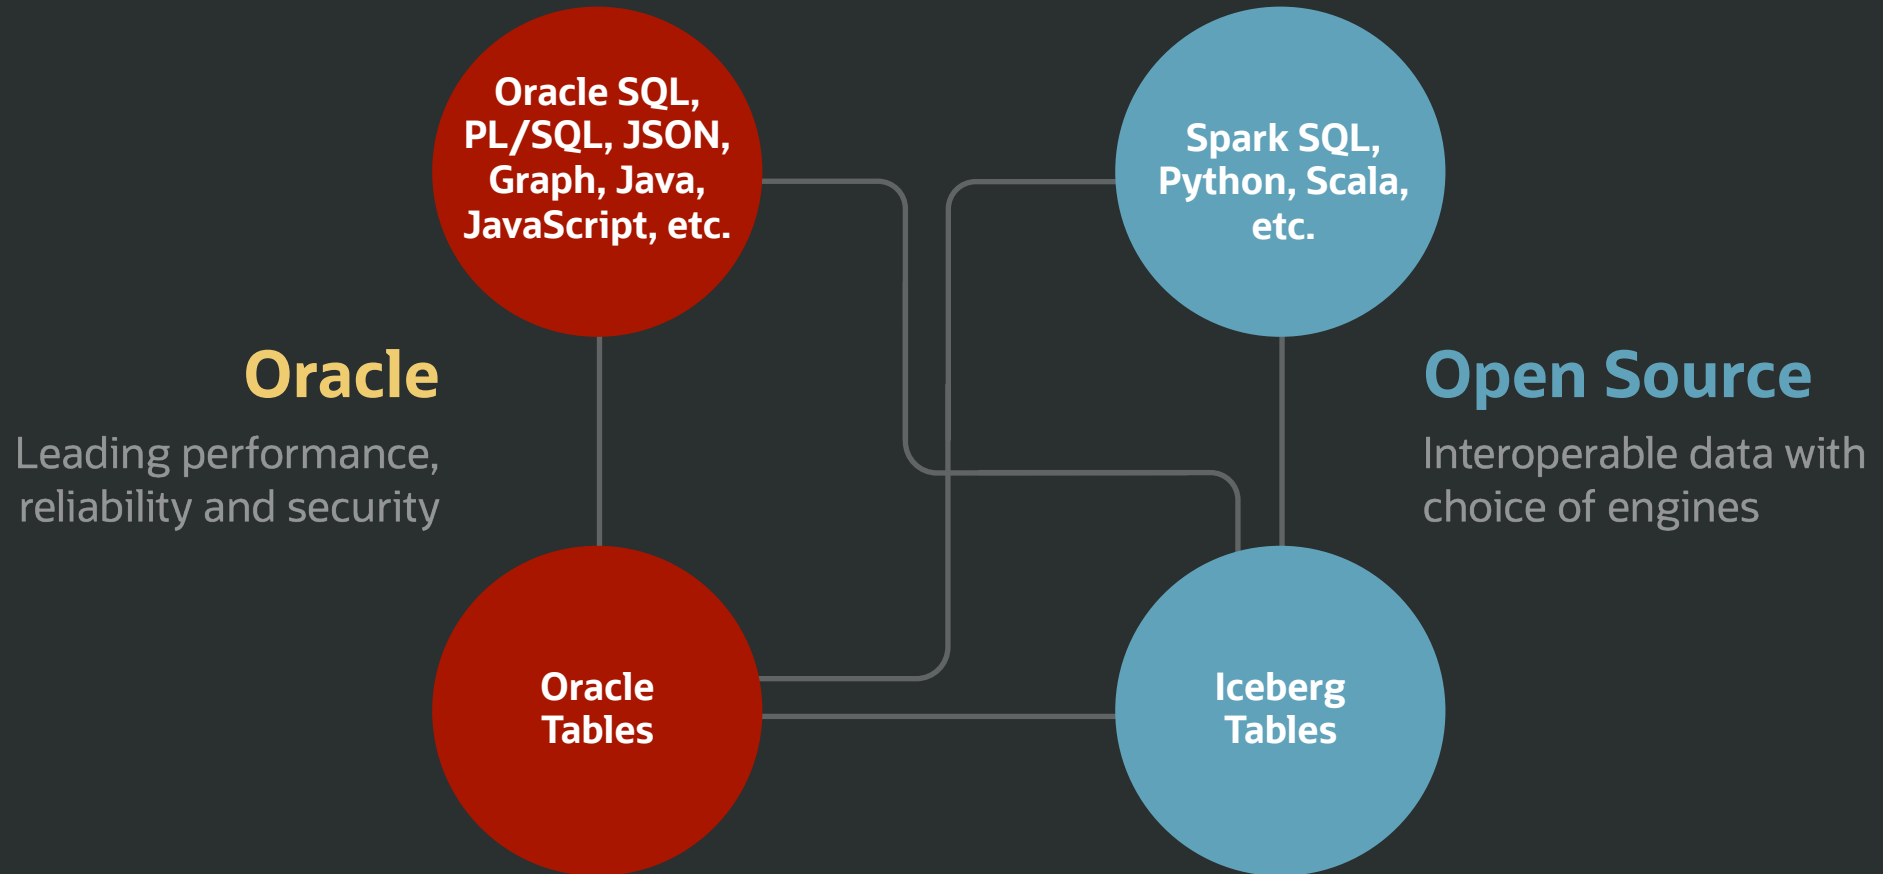 Oracle SQL,
PL/SQL, JSON,
Graph, Java,
JavaScript, etc.
Spark SQL,
Python, Scala,
etc.
Oracle
Leading performance,
reliability and security
Open Source
Interoperable data with
choice of engines
Oracle
Tables
Iceberg
Tables